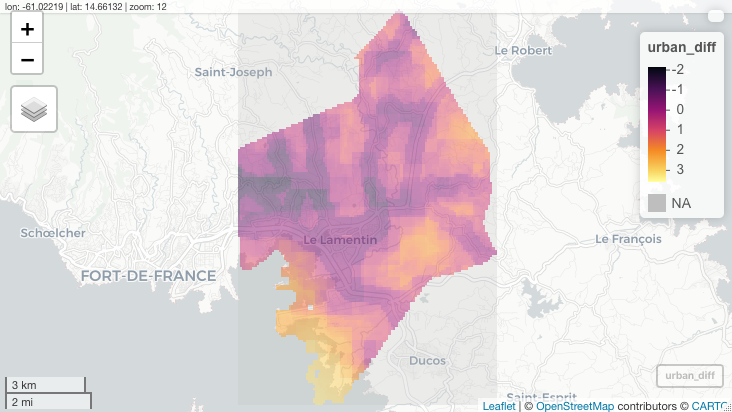 lon: -61.02219 | lat: 14.66132 | zoom: 12
+
−
Le Robert
Saint-Joseph
urban_diff
-2
-1
0
1
2
3
NA
Schœlcher
Le Lamentin
Le François
FORT-DE-FRANCE
Ducos
urban_diff
3 km
2 mi
Saint-Esprit
Leaflet | © OpenStreetMap contributors © CARTO